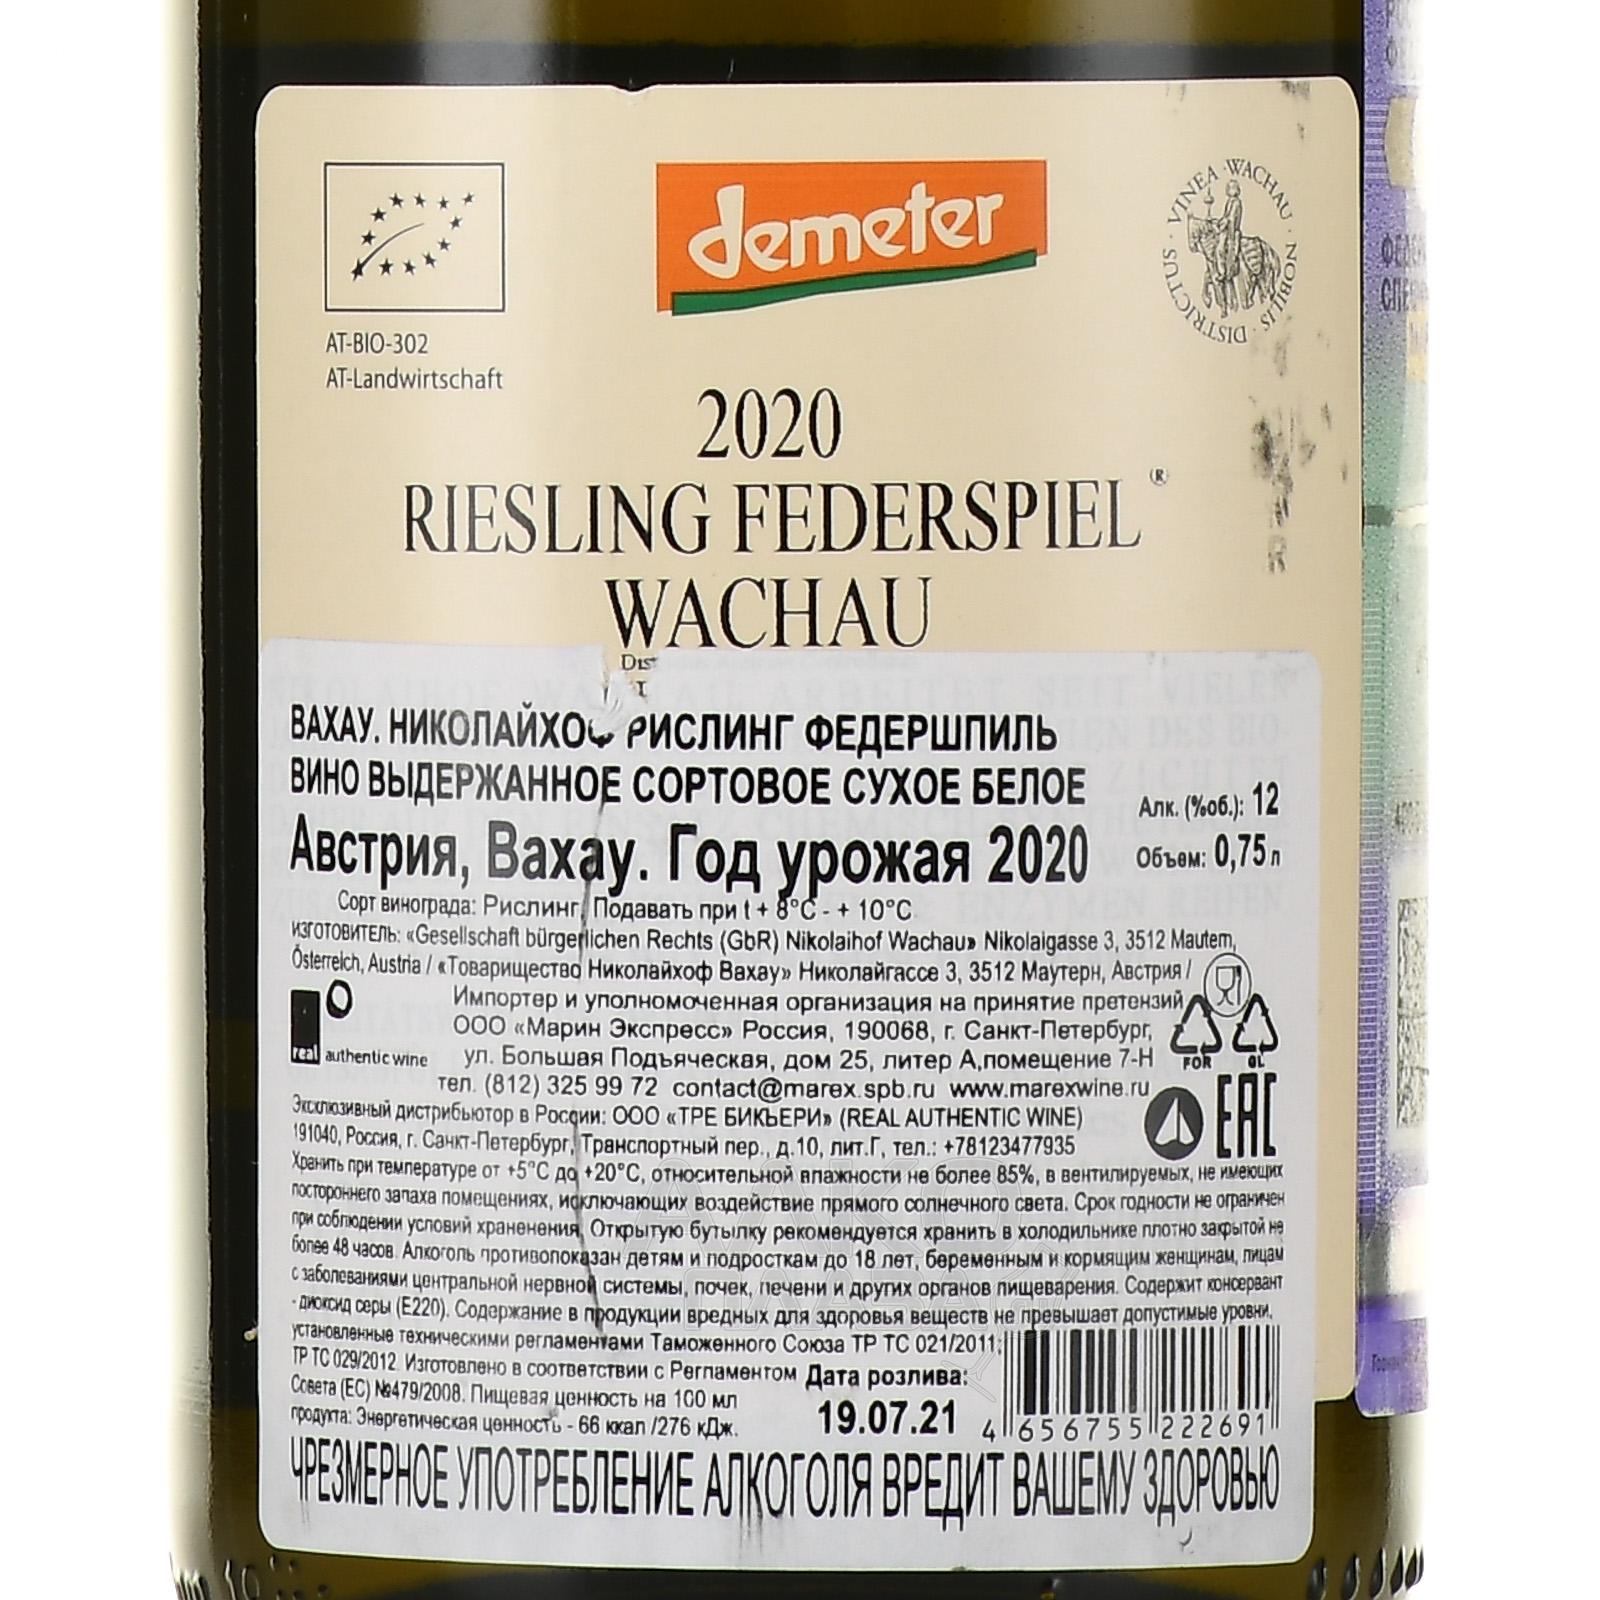 demeter
VINEA · WACHAU · NOBILIS · DISTRICTUS
AT-BIO-302
AT-Landwirtschaft
2020
RIESLING FEDERSPIEL ®
WACHAU
ВАХАУ. НИКОЛАЙХОФ РИСЛИНГ ФЕДЕРШПИЛЬ
ВИНО ВЫДЕРЖАННОЕ СОРТОВОЕ СУХОЕ БЕЛОЕ
Алк. (%об.): 12
Австрия, Вахау. Год урожая 2020
Объем: 0,75 л
Сорт винограда: Рислинг. Подавать при t + 8°C - + 10°C
ИЗГОТОВИТЕЛЬ: «Gesellschaft bürgerlichen Rechts (GbR) Nikolaihof Wachau» Nikolaigasse 3, 3512 Mautern,
Österreich, Austria / «Товарищество Николайхоф Вахау» Николайгассе 3, 3512 Маутерн, Австрия /
Импортер и уполномоченная организация на принятие претензий
ООО «Марин Экспресс» Россия, 190068, г. Санкт-Петербург,
ул. Большая Подъяческая, дом 25, литер А,помещение 7-Н
real authentic wine
FOR
GL
тел. (812) 325 99 72 contact@marex.spb.ru www.marexwine.ru
Эксклюзивный дистрибьютор в России: ООО «ТРЕ БИКЬЕРИ» (REAL AUTHENTIC WINE)
191040, Россия, г. Санкт-Петербург, Транспортный пер., д.10, лит.Г, тел.: +78123477935
EAC
Хранить при температуре от +5°C до +20°C, относительной влажности не более 85%, в вентилируемых, не имеющих
постороннего запаха помещениях, исключающих воздействие прямого солнечного света. Срок годности не ограничен
при соблюдении условий храненения. Открытую бутылку рекомендуется хранить в холодильнике плотно закрытой не
более 48 часов. Алкоголь противопоказан детям и подросткам до 18 лет, беременным и кормящим женщинам, лицам
с заболеваниями центральной нервной системы, почек, печени и других органов пищеварения. Содержит консервант
- диоксид серы (E220). Содержание в продукции вредных для здоровья веществ не превышает допустимые уровни,
установленные техническими регламентами Таможенного Союза ТР ТС 021/2011;
ТР ТС 029/2012. Изготовлено в соответствии с Регламентом
Совета (ЕС) №479/2008. Пищевая ценность на 100 мл
продукта: Энергетическая ценность - 66 ккал /276 кДж.
Дата розлива:
19.07.21
4 656755 222691
ЧРЕЗМЕРНОЕ УПОТРЕБЛЕНИЕ АЛКОГОЛЯ ВРЕДИТ ВАШЕМУ ЗДОРОВЬЮ